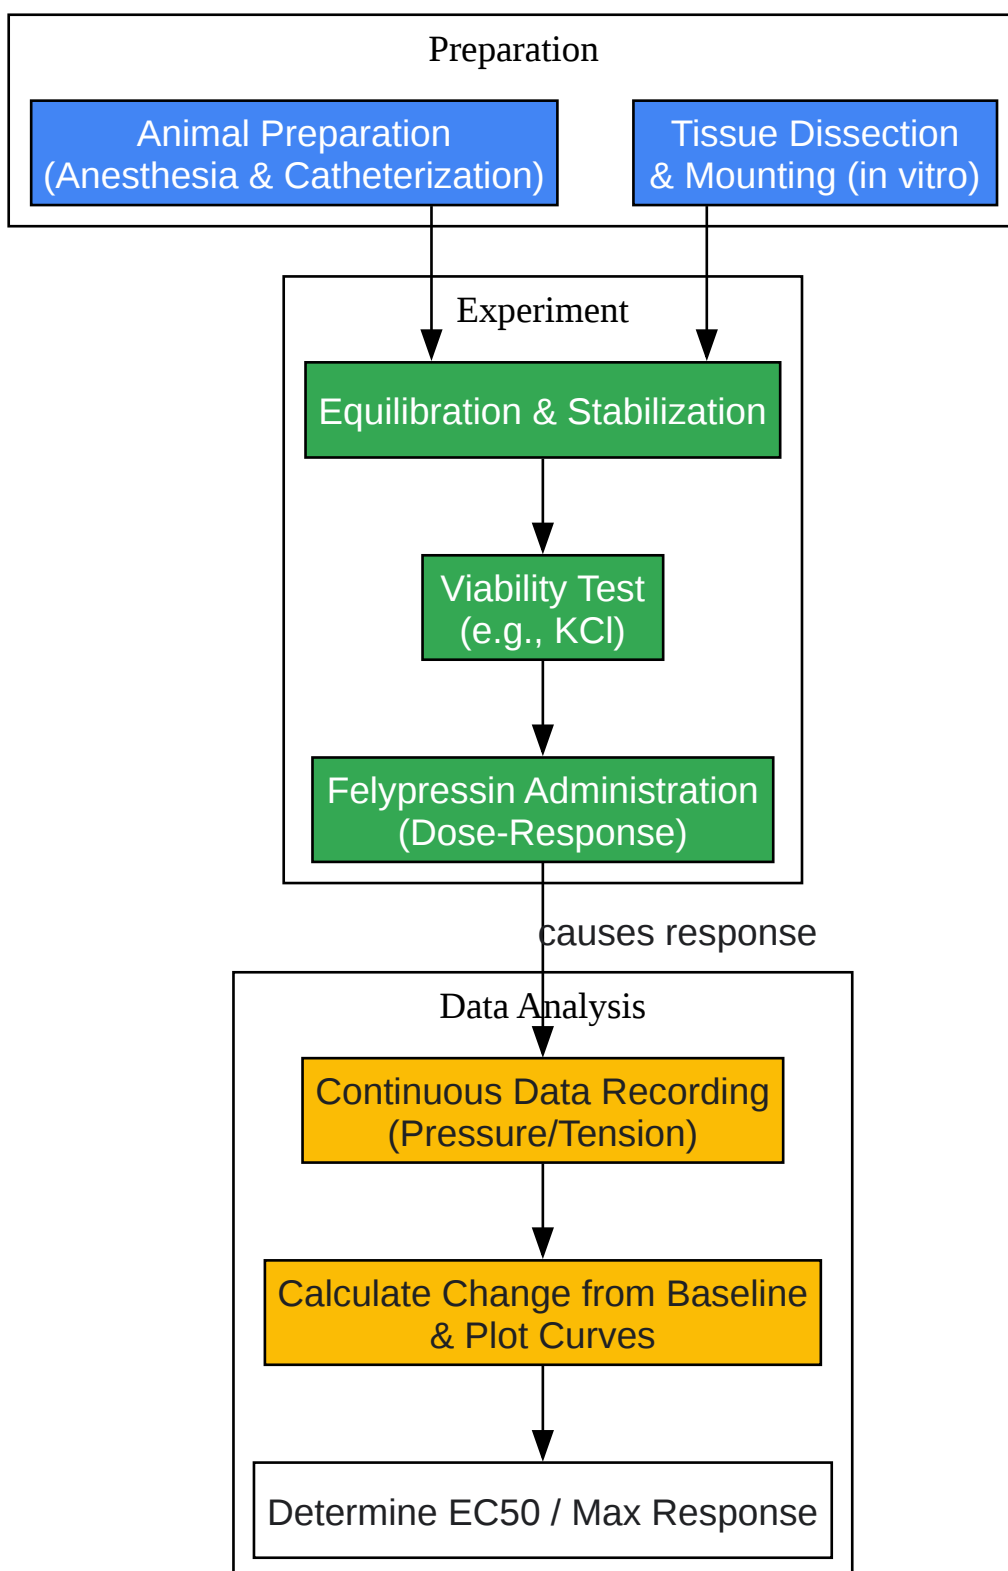 Preparation
Animal Preparation
(Anesthesia & Catheterization)
Tissue Dissection
& Mounting (in vitro)
Experiment
Equilibration & Stabilization
Viability Test
(e.g., KCl)
Felypressin Administration
(Dose-Response)
causes response
Data Analysis
Continuous Data Recording
(Pressure/Tension)
Calculate Change from Baseline
& Plot Curves
Determine EC50 / Max Response